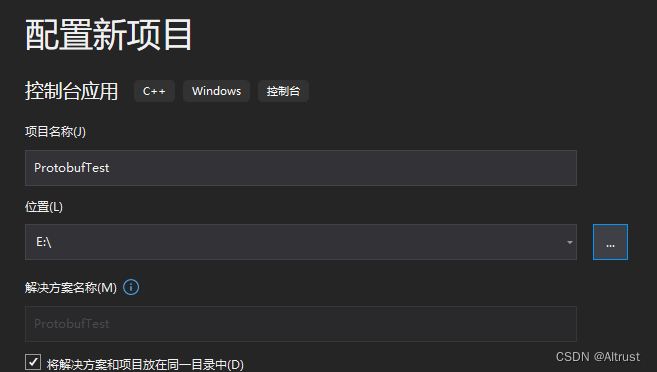 配置新项目
控制台应用 C++ Windows 控制台
项目名称(J)
ProtobufTest
位置(L)
E:\
...
解决方案名称(M)
ProtobufTest
将解决方案和项目放在同一目录中(D)
CSDN @Altrust